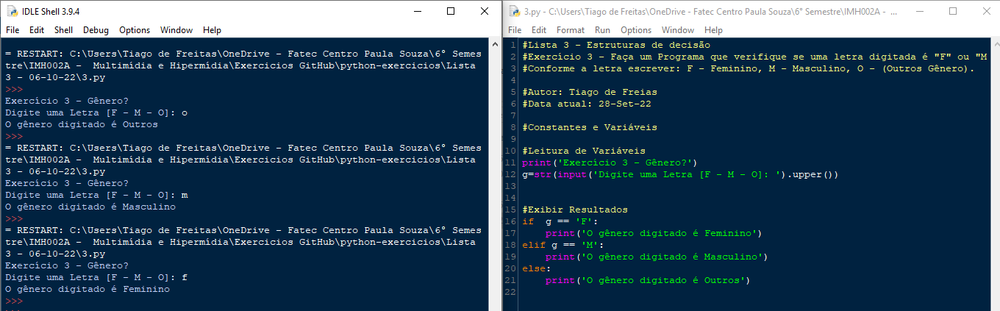 IDLE Shell 3.9.4
File Edit Shell Debug Options Window Help
= RESTART: C:\Users\Tiago de Freitas\OneDrive - Fatec Centro Paula Souza\6° Semes
tre\IMH002A -  Multimídia e Hipermídia\Exercicios GitHub\python-exercicios\Lista
3 - 06-10-22\3.py
>>>
Exercício 3 - Gênero?
Digite uma Letra [F - M - O]: o
O gênero digitado é Outros
>>>
= RESTART: C:\Users\Tiago de Freitas\OneDrive - Fatec Centro Paula Souza\6° Semes
tre\IMH002A -  Multimídia e Hipermídia\Exercicios GitHub\python-exercicios\Lista
3 - 06-10-22\3.py
>>>
Exercício 3 - Gênero?
Digite uma Letra [F - M - O]: m
O gênero digitado é Masculino
>>>
= RESTART: C:\Users\Tiago de Freitas\OneDrive - Fatec Centro Paula Souza\6° Semes
tre\IMH002A -  Multimídia e Hipermídia\Exercicios GitHub\python-exercicios\Lista
3 - 06-10-22\3.py
>>>
Exercício 3 - Gênero?
Digite uma Letra [F - M - O]: f
O gênero digitado é Feminino
>>>
3.py - C:\Users\Tiago de Freitas\OneDrive - Fatec Centro Paula Souza\6° Semestre\IMH002A - ...
File Edit Format Run Options Window Help
1 #Lista 3 - Estruturas de decisão
2 #Exercício 3 - Faça um Programa que verifique se uma letra digitada é "F" ou "M
3 #Conforme a letra escrever: F - Feminino, M - Masculino, O - (Outros Gênero).
4
5 #Autor: Tiago de Freias
6 #Data atual: 28-Set-22
7
8 #Constantes e Variáveis
9
10 #Leitura de Variáveis
11 print('Exercício 3 - Gênero?')
12 g=str(input('Digite uma Letra [F - M - O]: ').upper())
13
14
15 #Exibir Resultados
16 if  g == 'F':
17     print('O gênero digitado é Feminino')
18 elif g == 'M':
19     print('O gênero digitado é Masculino')
20 else:
21     print('O gênero digitado é Outros')
22